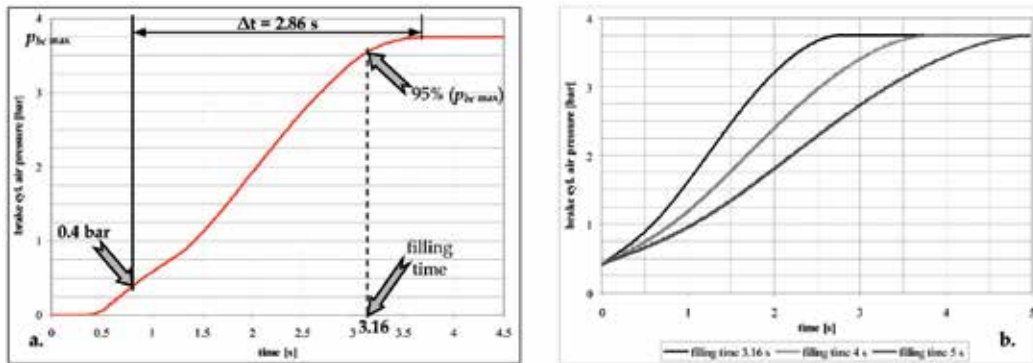 Δt = 2.86 s
p_bc max
95% (p_bc max)
0.4 bar
filling
time
3.16
brake cyl. air pressure [bar]
4
3
2
1
0
0 0.5 1 1.5 2 2.5 3 3.5 4 4.5
time [s]
a.
brake cyl. air pressure [bar]
4
3
2
1
0
0 1 2 3 4 5
time [s]
b.
filling time 3.16 s filling time 4 s filling time 5 s